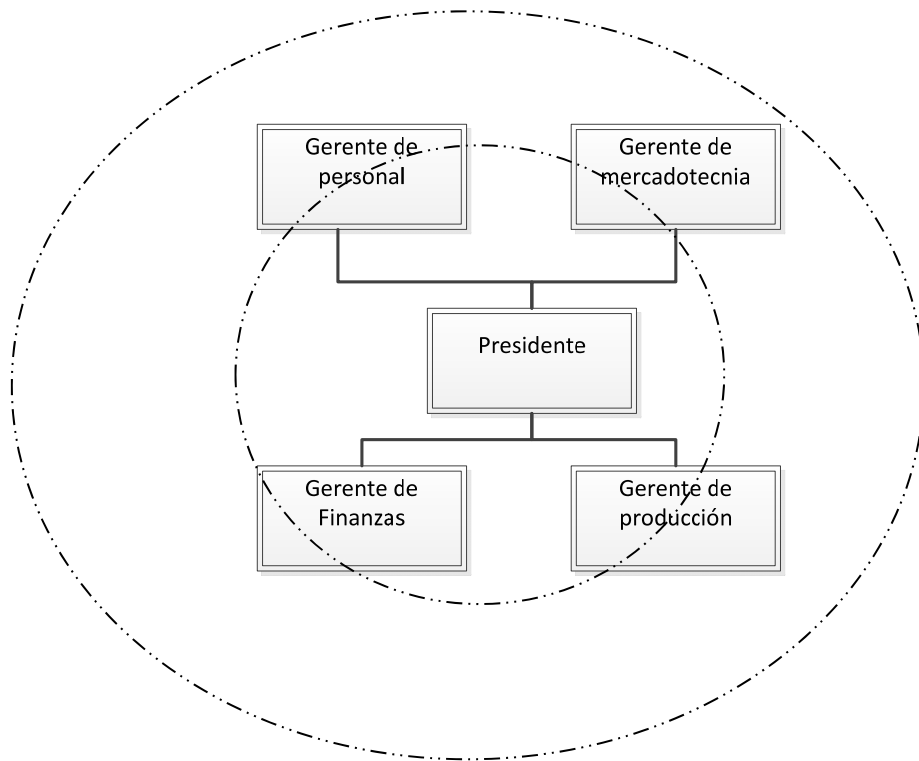 Gerente de
personal
Gerente de
mercadotecnia
Presidente
Gerente de
Finanzas
Gerente de
producción